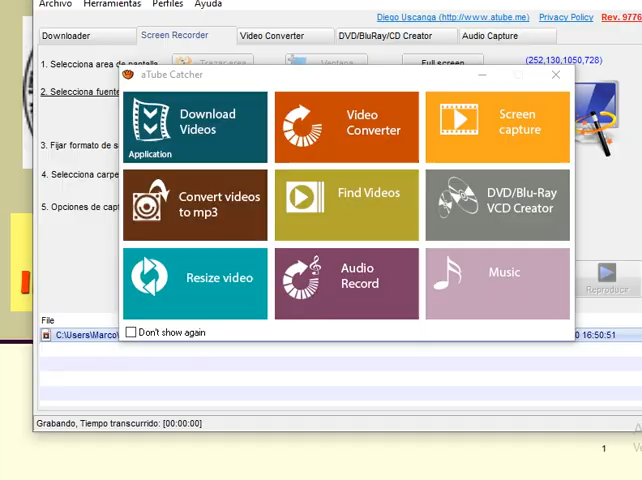 Archivo Herramientas Perfiles Ayuda
Diego Uscanga (http://www.atube.me) Privacy Policy Rev. 9776
Downloader Screen Recorder Video Converter DVD/BluRay/CD Creator Audio Capture
1. Selecciona area de pantalla Trazar area Ventana Full screen (252,130,1050,728)
aTube Catcher
2. Selecciona fuente
Download
Videos
Application
Video
Converter
Screen
capture
3. Fijar formato de s
4. Selecciona carpe
5. Opciones de capt
Convert videos
to mp3
Find Videos
DVD/Blu-Ray
VCD Creator
Resize video
Audio
Record
Music
Reproducir
File
Don't show again
C:\Users\Marco\
0 16:50:51
Grabando, Tiempo transcurrido: [00:00:00]
1